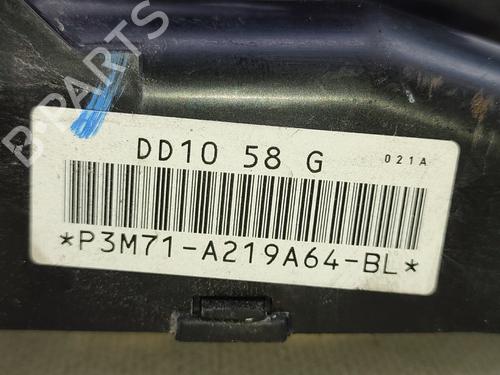 B-PARTS
DD10 58 G 021A
*P3M71-A219A64-BL*